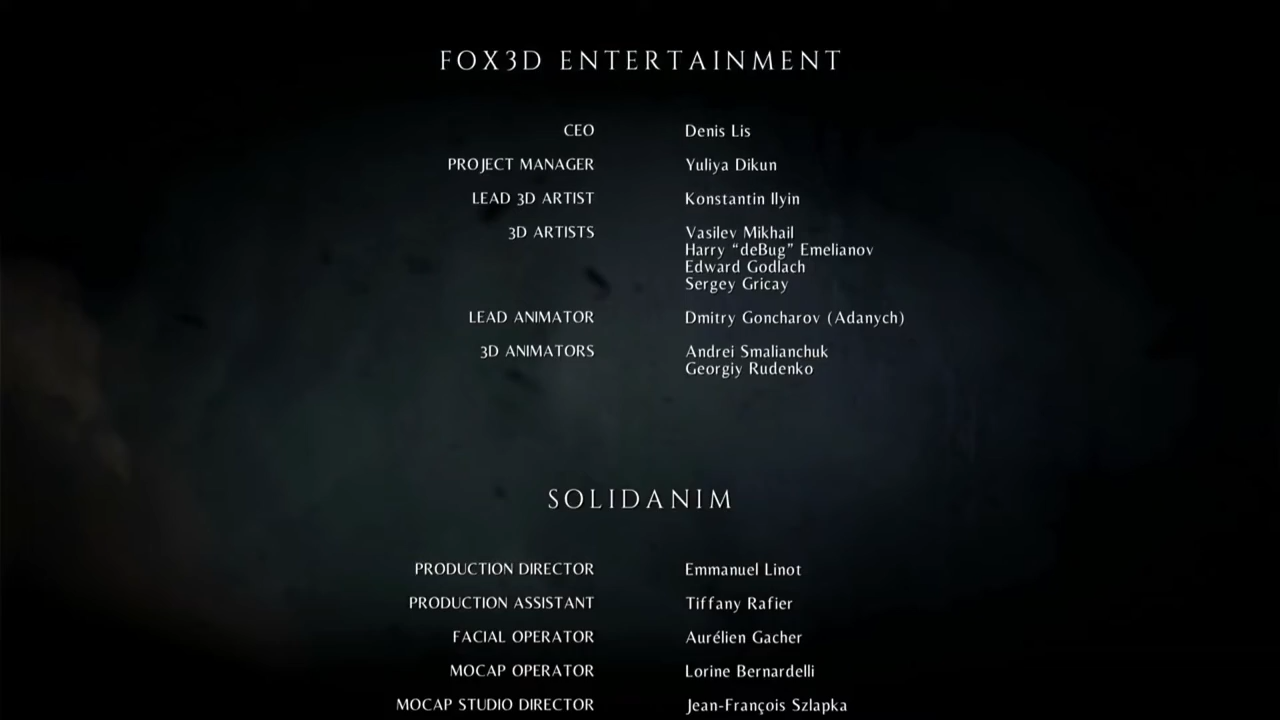 FOX3D ENTERTAINMENT
CEO Denis Lis
PROJECT MANAGER Yuliya Dikun
LEAD 3D ARTIST Konstantin Ilyin
3D ARTISTS Vasilev Mikhail
Harry “deBug” Emelianov
Edward Godlach
Sergey Gricay
LEAD ANIMATOR Dmitry Goncharov (Adanych)
3D ANIMATORS Andrei Smalianchuk
Georgiy Rudenko
SOLIDANIM
PRODUCTION DIRECTOR Emmanuel Linot
PRODUCTION ASSISTANT Tiffany Rafier
FACIAL OPERATOR Aurélien Gacher
MOCAP OPERATOR Lorine Bernardelli
MOCAP STUDIO DIRECTOR Jean-François Szlapka